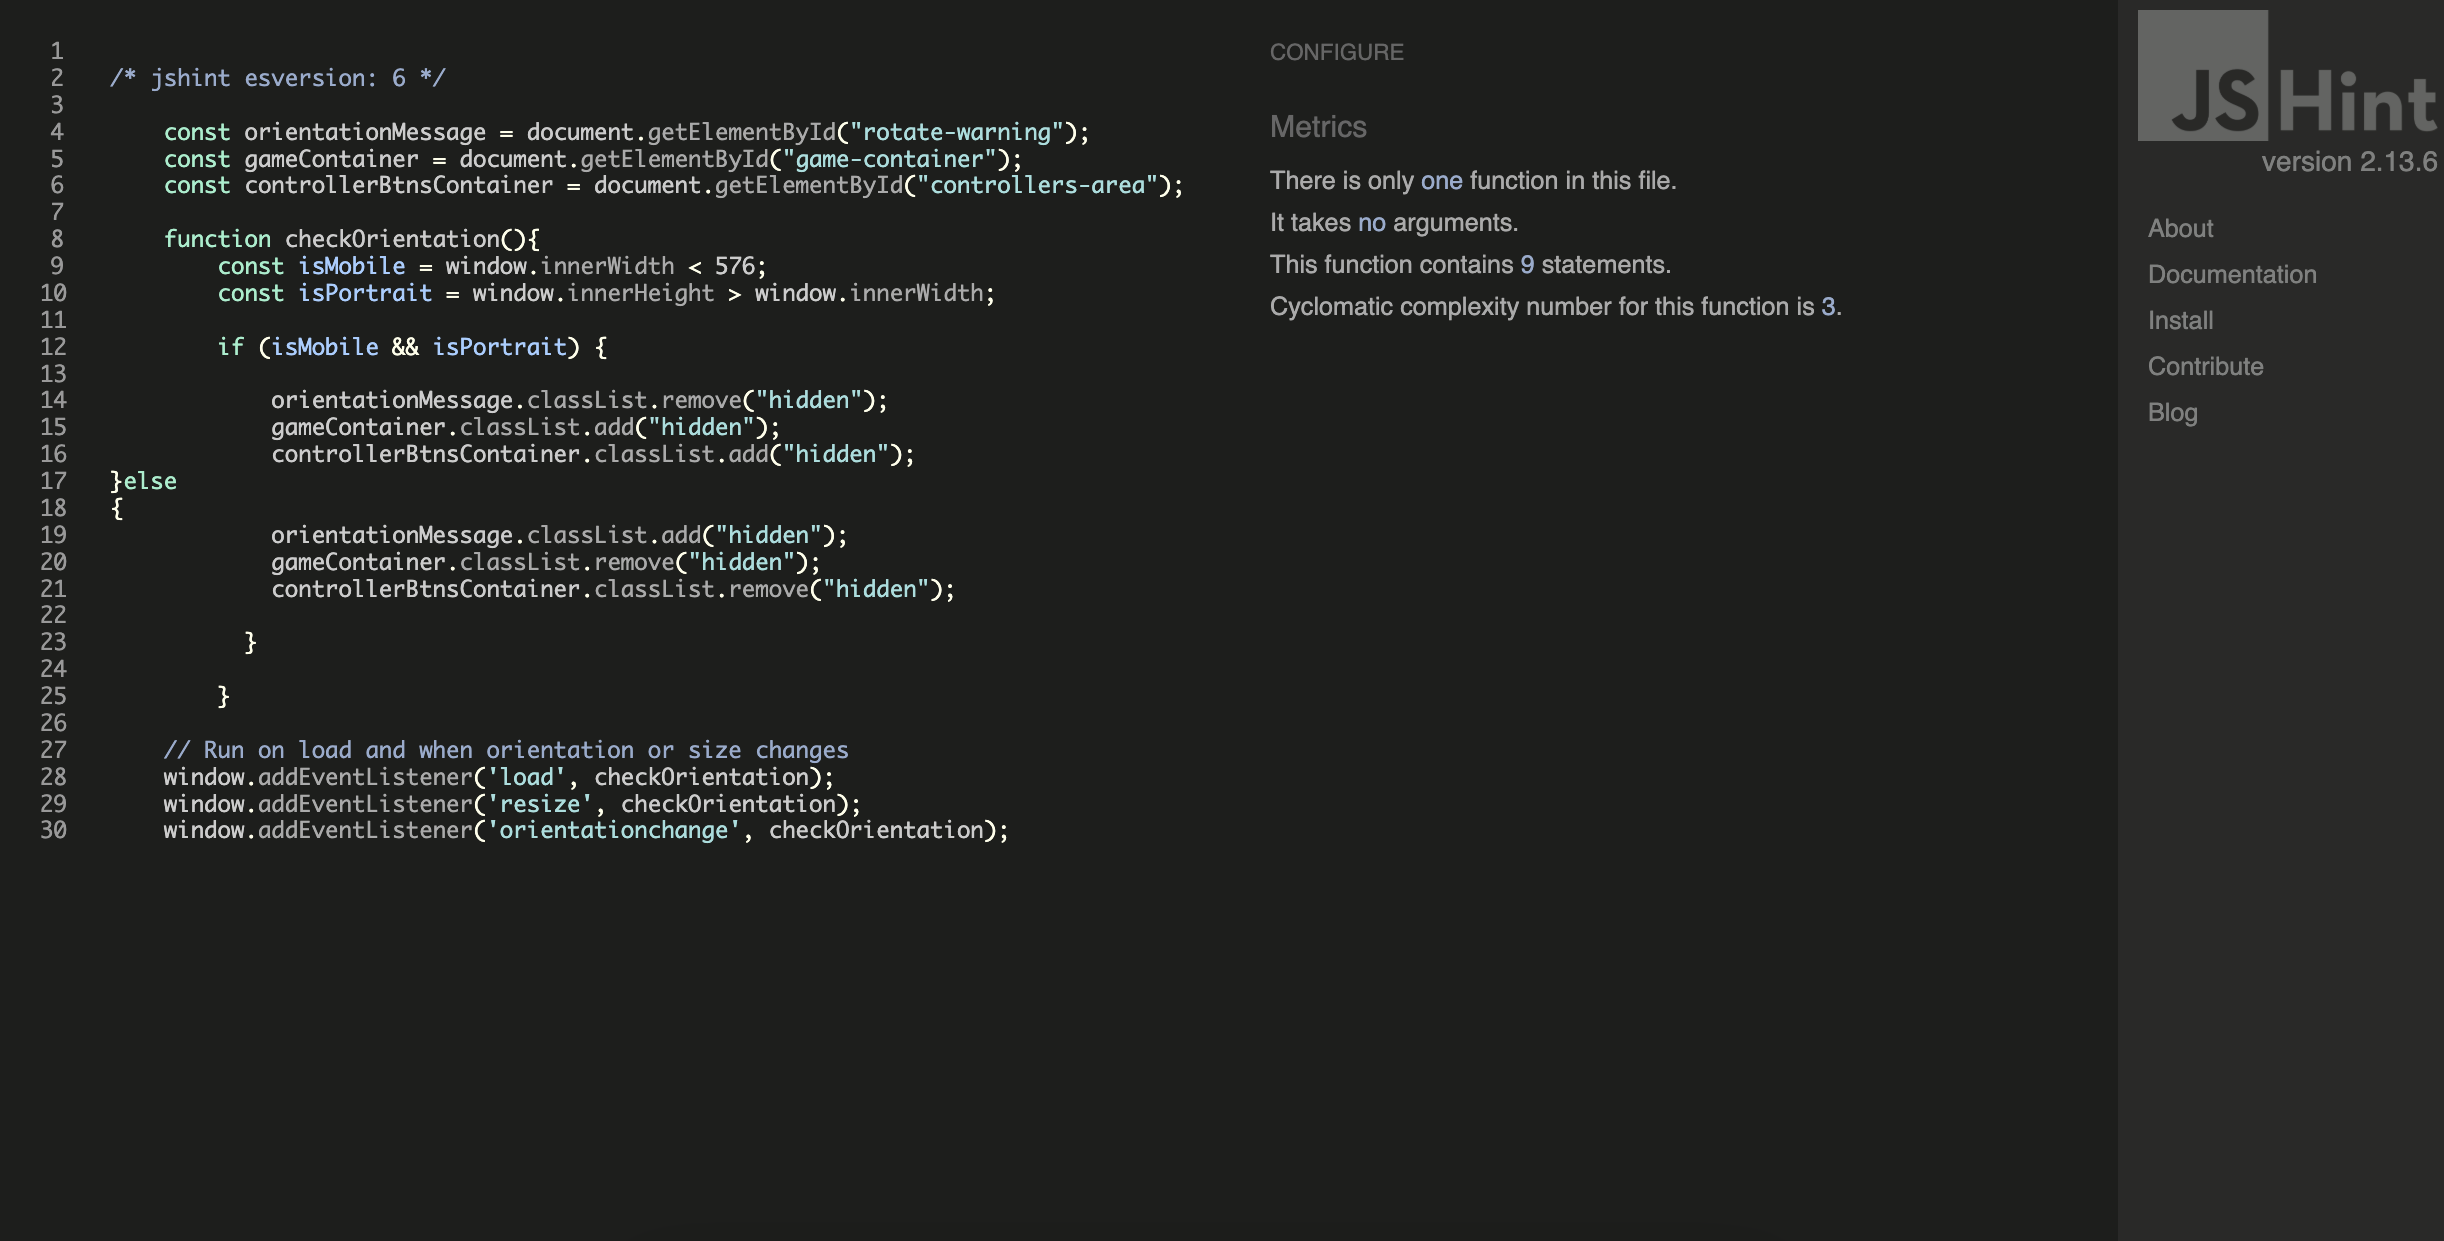 1
2 /* jshint esversion: 6 */
3
4 const orientationMessage = document.getElementById("rotate-warning");
5 const gameContainer = document.getElementById("game-container");
6 const controllerBtnsContainer = document.getElementById("controllers-area");
7
8 function checkOrientation(){
9 const isMobile = window.innerWidth < 576;
10 const isPortrait = window.innerHeight > window.innerWidth;
11
12 if (isMobile && isPortrait) {
13
14 orientationMessage.classList.remove("hidden");
15 gameContainer.classList.add("hidden");
16 controllerBtnsContainer.classList.add("hidden");
17 }else
18 {
19 orientationMessage.classList.add("hidden");
20 gameContainer.classList.remove("hidden");
21 controllerBtnsContainer.classList.remove("hidden");
22
23 }
24
25 }
26
27 // Run on load and when orientation or size changes
28 window.addEventListener('load', checkOrientation);
29 window.addEventListener('resize', checkOrientation);
30 window.addEventListener('orientationchange', checkOrientation);
CONFIGURE
Metrics
There is only one function in this file.
It takes no arguments.
This function contains 9 statements.
Cyclomatic complexity number for this function is 3.
JSHint
version 2.13.6
About
Documentation
Install
Contribute
Blog